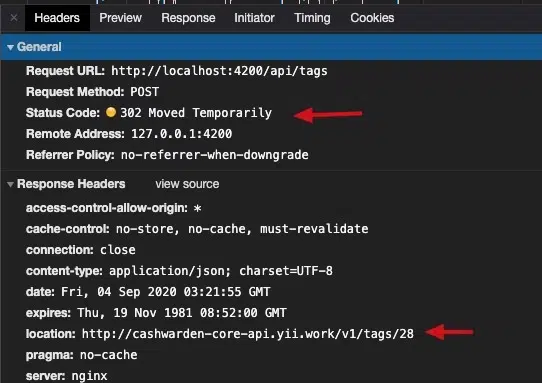 × Headers Preview Response Initiator Timing Cookies
▼ General
Request URL: http://localhost:4200/api/tags
Request Method: POST
Status Code: 302 Moved Temporarily
Remote Address: 127.0.0.1:4200
Referrer Policy: no-referrer-when-downgrade
▼ Response Headers view source
access-control-allow-origin: *
cache-control: no-store, no-cache, must-revalidate
connection: close
content-type: application/json; charset=UTF-8
date: Fri, 04 Sep 2020 03:21:55 GMT
expires: Thu, 19 Nov 1981 08:52:00 GMT
location: http://cashwarden-core-api.yii.work/v1/tags/28
pragma: no-cache
server: nginx